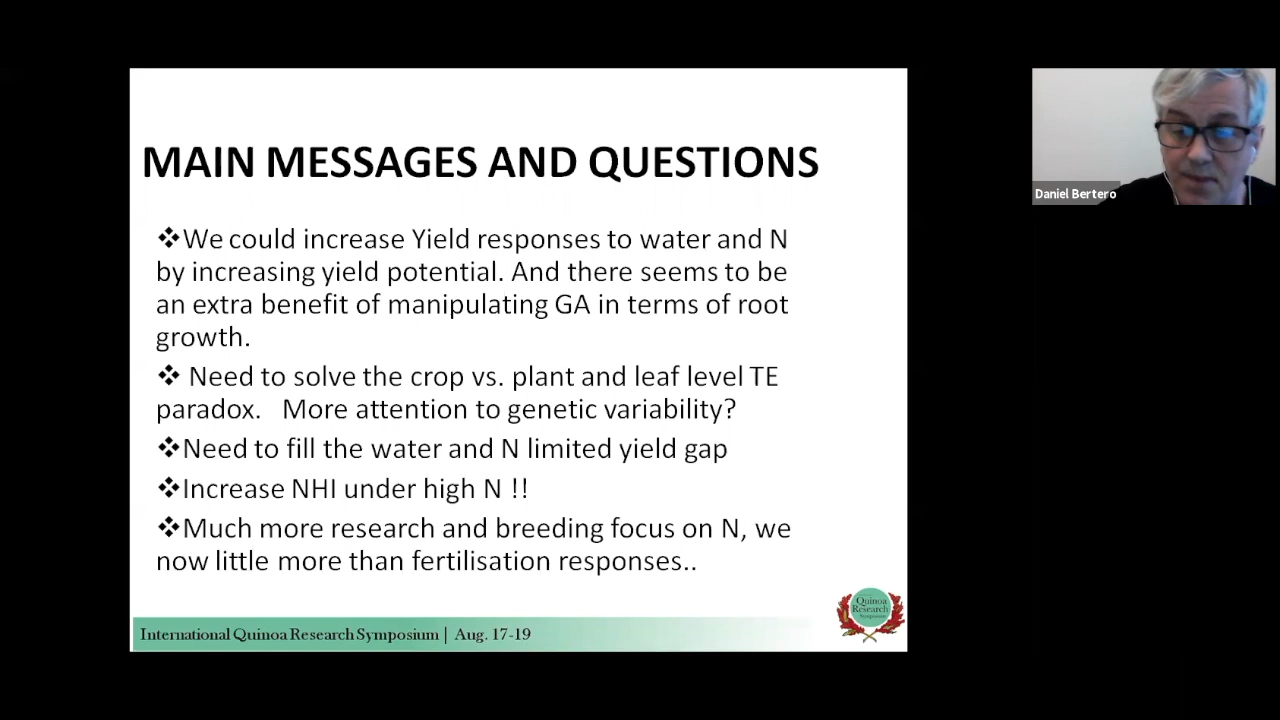 MAIN MESSAGES AND QUESTIONS
❖We could increase Yield responses to water and N
by increasing yield potential. And there seems to be
an extra benefit of manipulating GA in terms of root
growth.
❖ Need to solve the crop vs. plant and leaf level TE
paradox. More attention to genetic variability?
❖Need to fill the water and N limited yield gap
❖Increase NHI under high N !!
❖Much more research and breeding focus on N, we
now little more than fertilisation responses..
International Quinoa Research Symposium | Aug. 17-19
Quinoa
Research
Symposium
Daniel Bertero